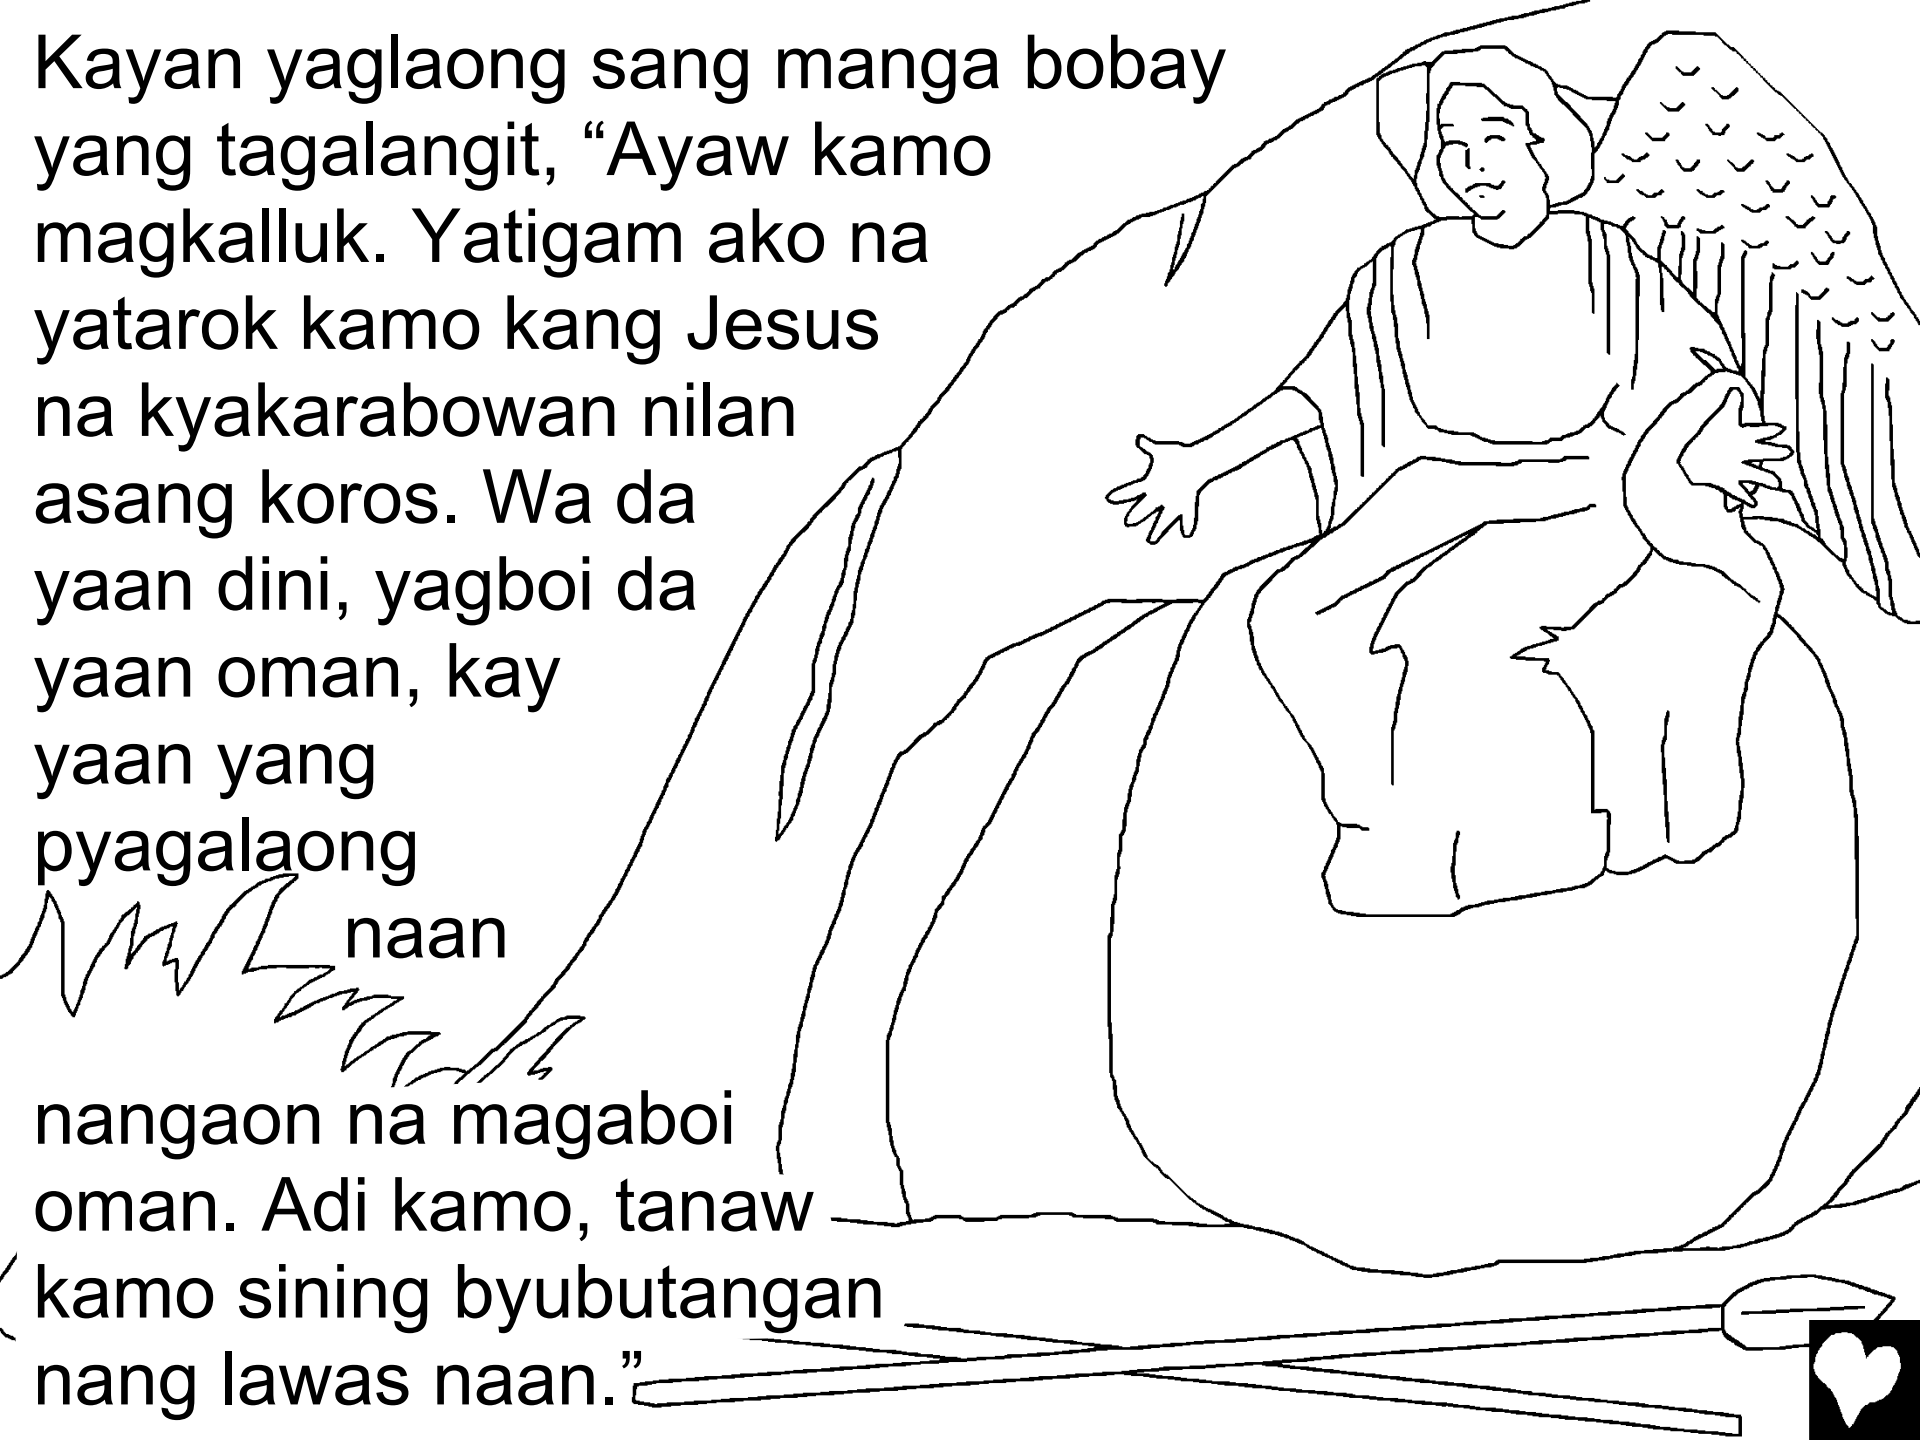 Kayan yaglaong sang manga bobay
yang tagalangit, “Ayaw kamo
magkalluk. Yatigam ako na
yatarok kamo kang Jesus
na kyakarabowan nilan
asang koros. Wa da
yaan dini, yagboi da
yaan oman, kay
yaan yang
pyagalaong
naan
nangaon na magaboi
oman. Adi kamo, tanaw
kamo sining byubutangan
nang lawas naan.”